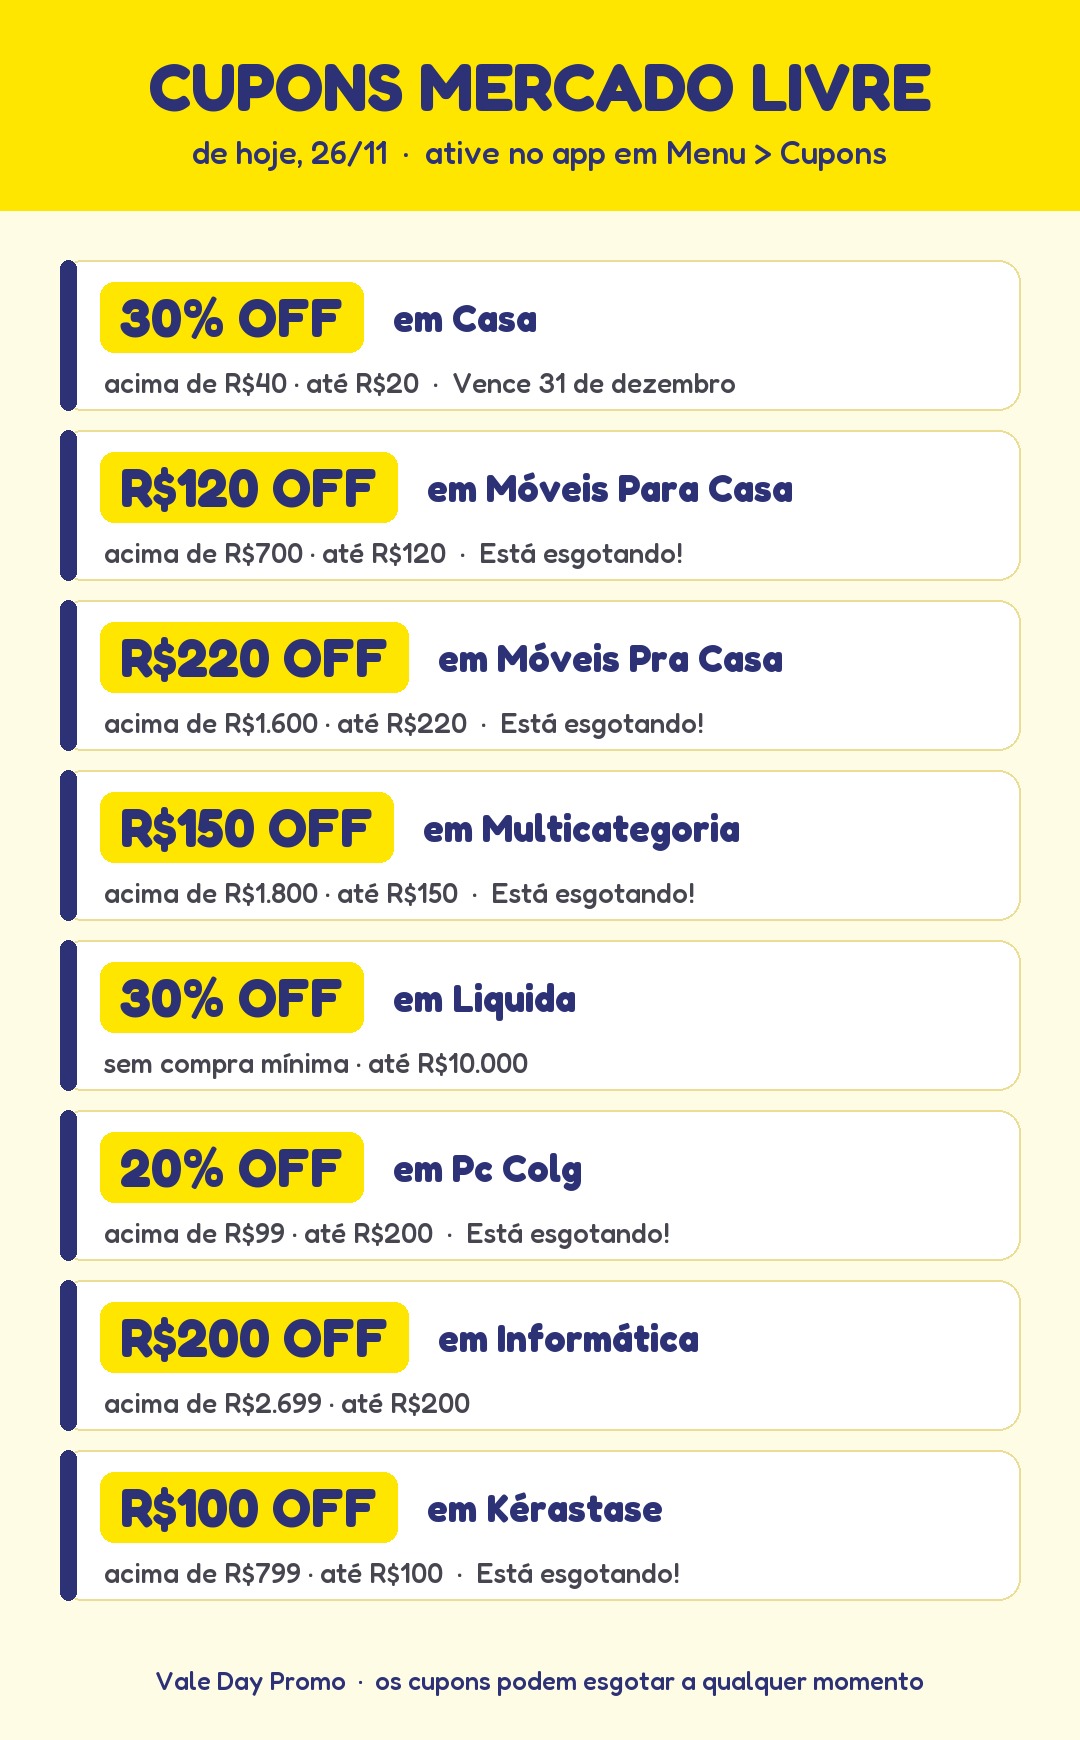 CUPONS MERCADO LIVRE
de hoje, 26/11 · ative no app em Menu > Cupons
30% OFF em Casa
acima de R$40 · até R$20 · Vence 31 de dezembro
R$120 OFF em Móveis Para Casa
acima de R$700 · até R$120 · Está esgotando!
R$220 OFF em Móveis Pra Casa
acima de R$1.600 · até R$220 · Está esgotando!
R$150 OFF em Multicategoria
acima de R$1.800 · até R$150 · Está esgotando!
30% OFF em Liquida
sem compra mínima · até R$10.000
20% OFF em Pc Colg
acima de R$99 · até R$200 · Está esgotando!
R$200 OFF em Informática
acima de R$2.699 · até R$200
R$100 OFF em Kérastase
acima de R$799 · até R$100 · Está esgotando!
Vale Day Promo · os cupons podem esgotar a qualquer momento